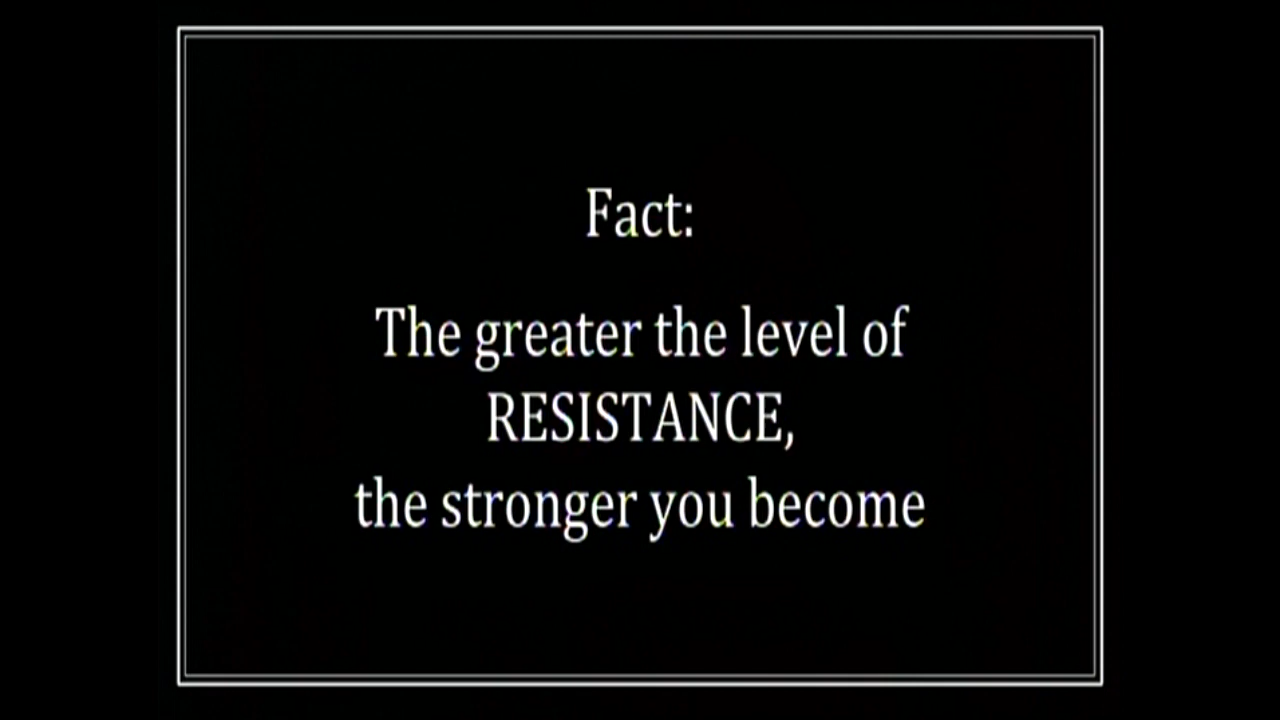 Fact:
The greater the level of
RESISTANCE,
the stronger you become